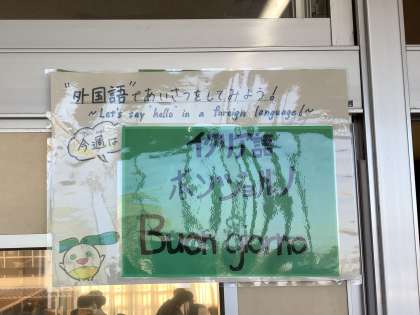 "外国語"であいさつをしてみよう!
～Let's say "hello" in a foreign language!～
今週は
イタリア語
ボンジョルノ
Buon giorno